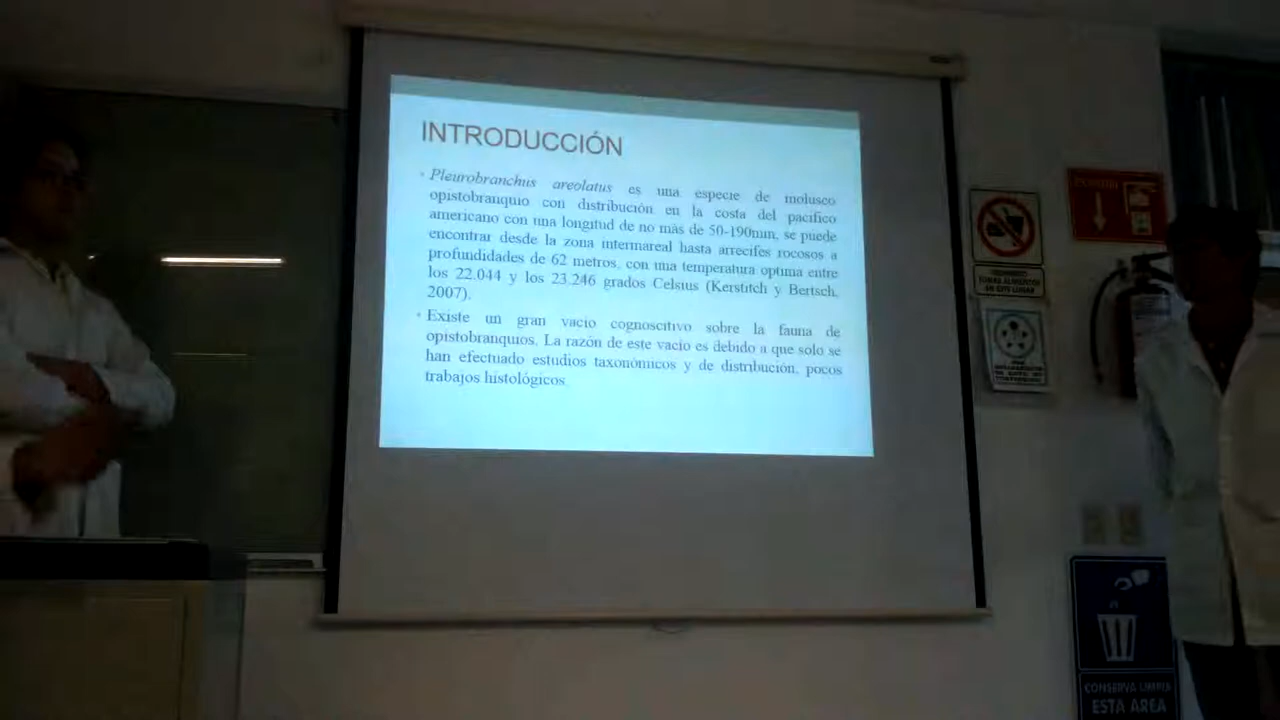 INTRODUCCIÓN
• Pleurobranchus areolatus es una especie de molusco
opistobranquio con distribución en la costa del pacifico
americano con una longitud de no más de 50-190mm, se puede
encontrar desde la zona intermareal hasta arrecifes rocosos a
profundidades de 62 metros, con una temperatura optima entre
los 22.044 y los 23.246 grados Celsius (Kerstitch y Bertsch,
2007).
• Existe un gran vacio cognoscitivo sobre la fauna de
opistobranquios. La razón de este vacio es debido a que solo se
han efectuado estudios taxonómicos y de distribución, pocos
trabajos histológicos.
CONSERVA LIMPIA
ESTA AREA